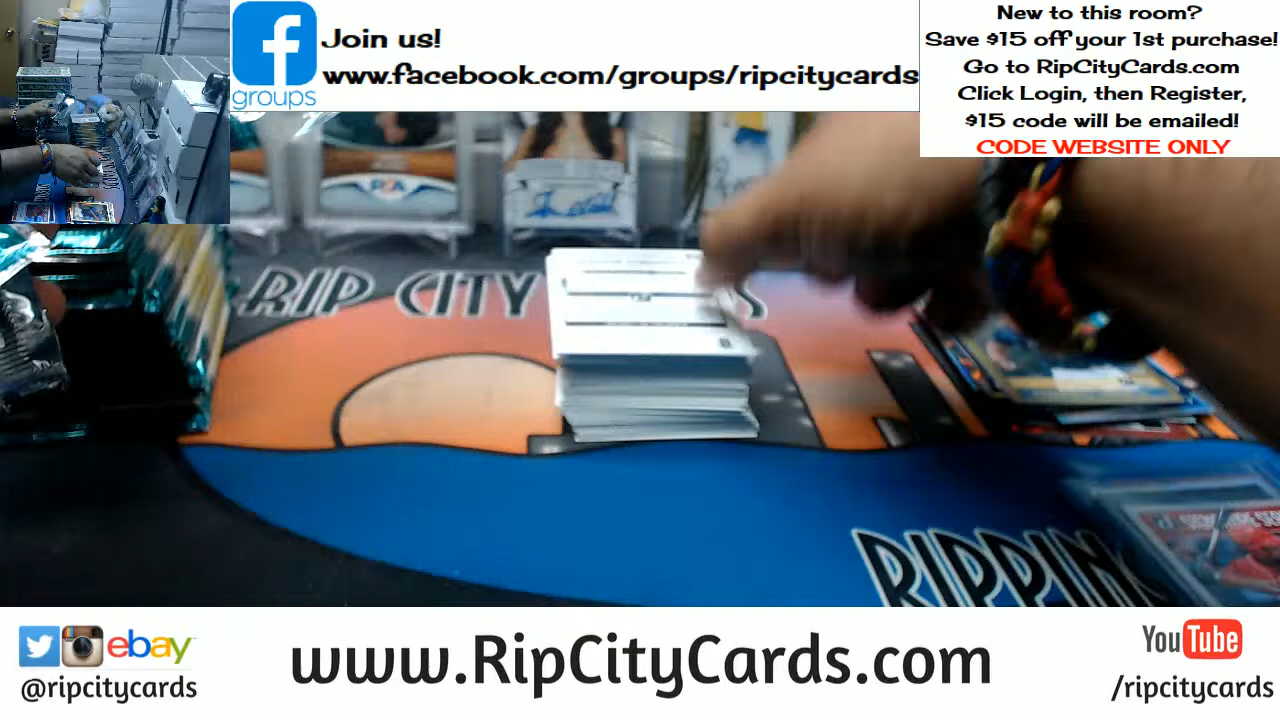 Join us!
www.facebook.com/groups/ripcitycards
groups
New to this room?
Save $15 off your 1st purchase!
Go to RipCityCards.com
Click Login, then Register,
$15 code will be emailed!
CODE WEBSITE ONLY
RIP CITY
RIPPIN
ebay
@ripcitycards
www.RipCityCards.com
YouTube
/ripcitycards